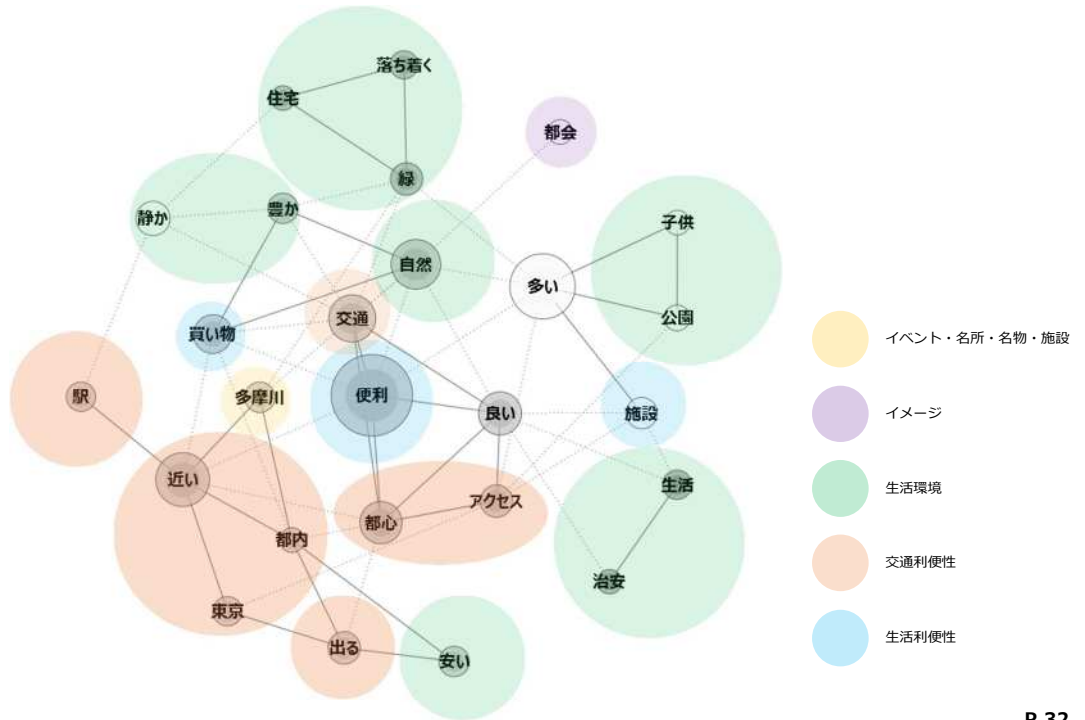 落ち着く
住宅
都会
緑
豊か
静か
子供
自然
多い
公園
交通
買い物
イベント・名所・名物・施設
駅
多摩川
便利
良い
施設
イメージ
近い
生活
生活環境
アクセス
都心
都内
交通利便性
治安
東京
出る
安い
生活利便性
P.32